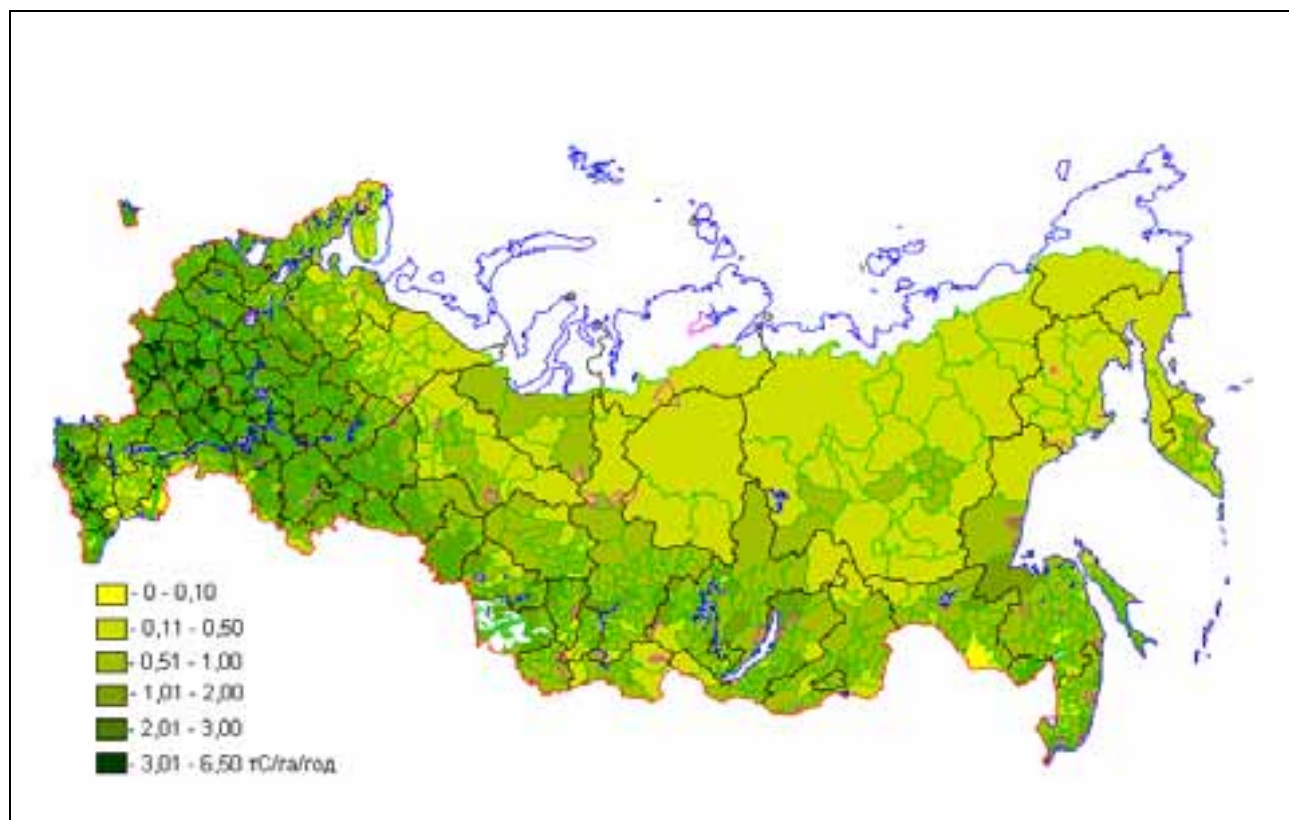 - 0 - 0,10
- 0,11 - 0,50
- 0,51 - 1,00
- 1,01 - 2,00
- 2,01 - 3,00
- 3,01 - 6,50 тС/га/год